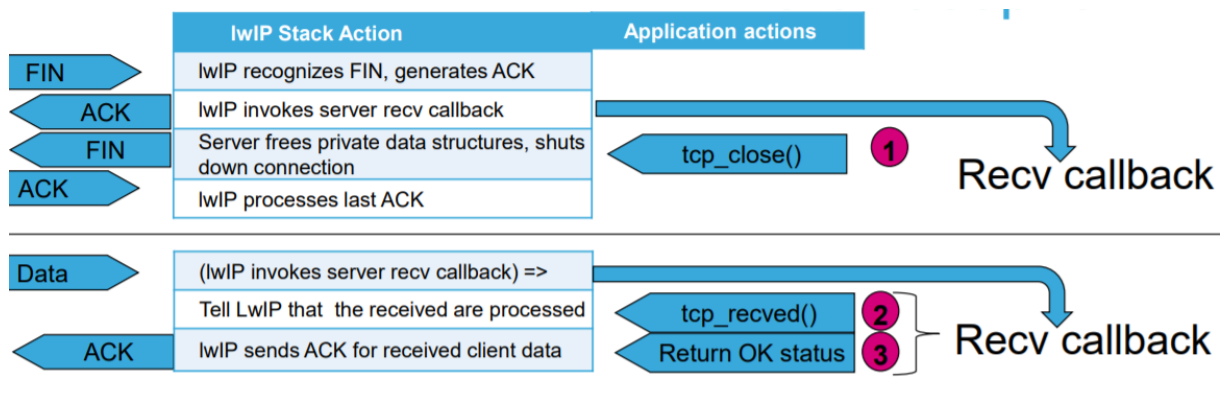 lwIP Stack Action
Application actions
FIN
lwIP recognizes FIN, generates ACK
ACK
lwIP invokes server recv callback
FIN
Server frees private data structures, shuts
down connection
tcp_close()
1
Recv callback
ACK
lwIP processes last ACK
Data
(lwIP invokes server recv callback) =>
Tell LwIP that the received are processed
tcp_recved()
2
Recv callback
ACK
lwIP sends ACK for received client data
Return OK status
3